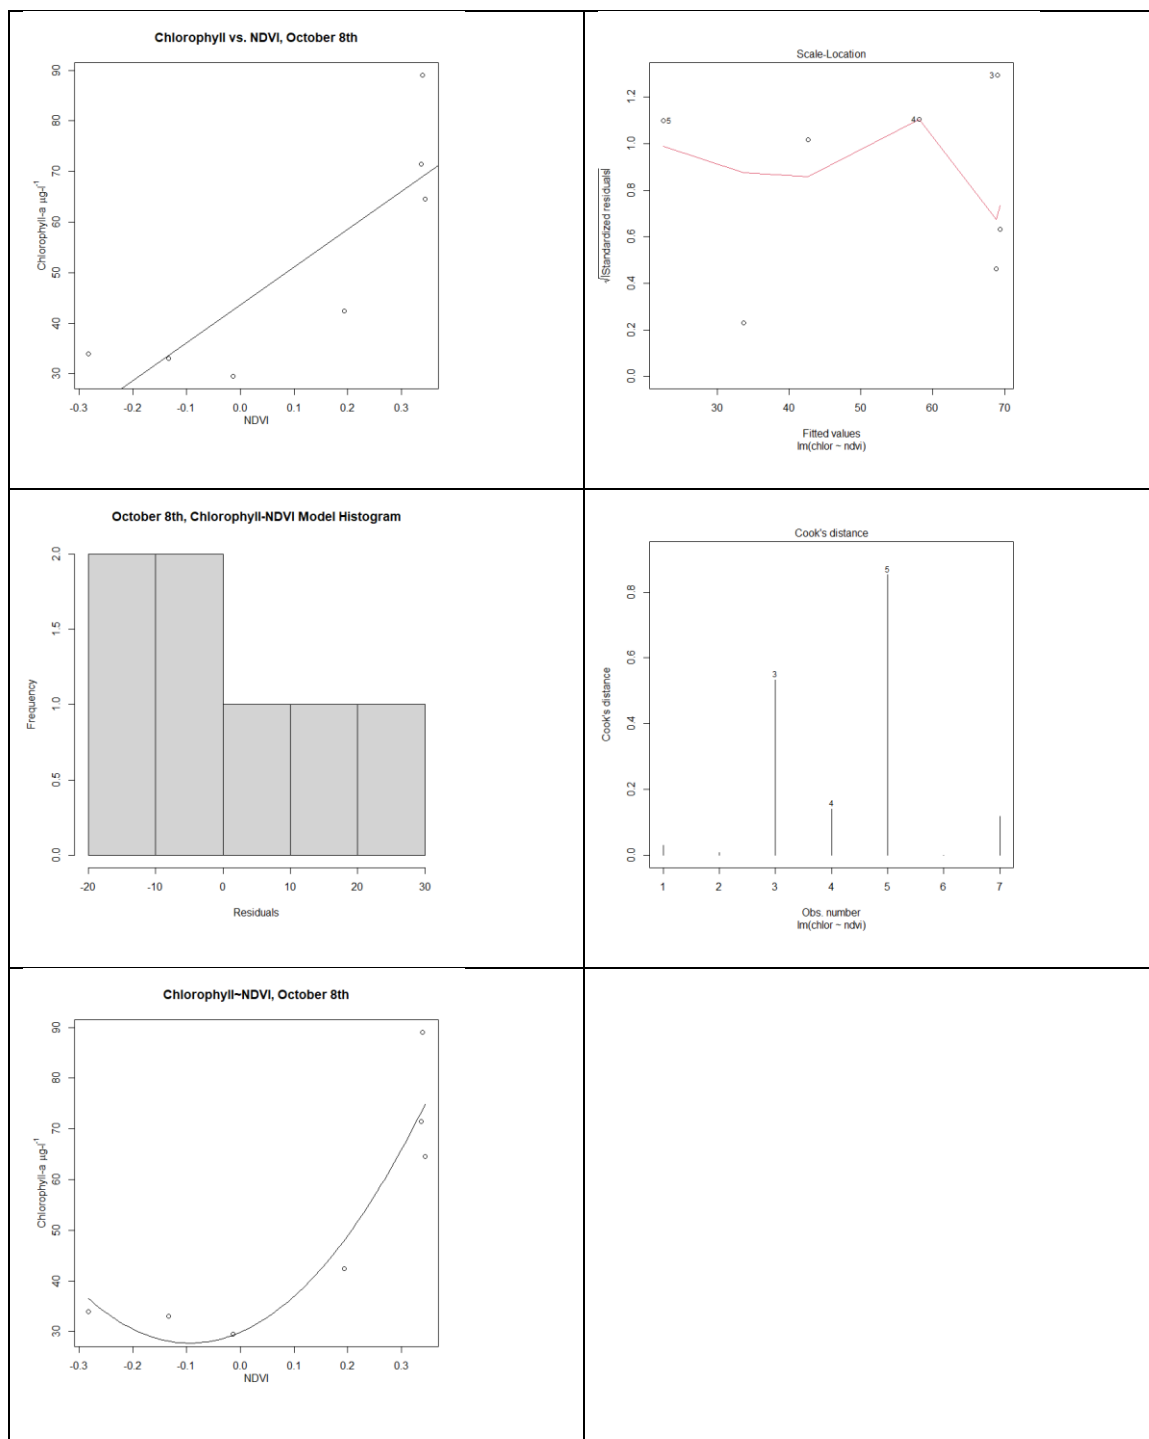 Chlorophyll vs. NDVI, October 8th
Chlorophyll-a µg-l-1
90
80
70
60
50
40
30
-0.3 -0.2 -0.1 0.0 0.1 0.2 0.3
NDVI
Scale-Location
√|Standardized residuals|
1.2
1.0
0.8
0.6
0.4
0.2
0.0
5
4
3
30 40 50 60 70
Fitted values
lm(chlor ~ ndvi)
October 8th, Chlorophyll-NDVI Model Histogram
Frequency
2.0
1.5
1.0
0.5
0.0
-20 -10 0 10 20 30
Residuals
Cook's distance
Cook's distance
0.8
0.6
0.4
0.2
0.0
3
4
5
1 2 3 4 5 6 7
Obs. number
lm(chlor ~ ndvi)
Chlorophyll~NDVI, October 8th
Chlorophyll-a µg-l-1
90
80
70
60
50
40
30
-0.3 -0.2 -0.1 0.0 0.1 0.2 0.3
NDVI